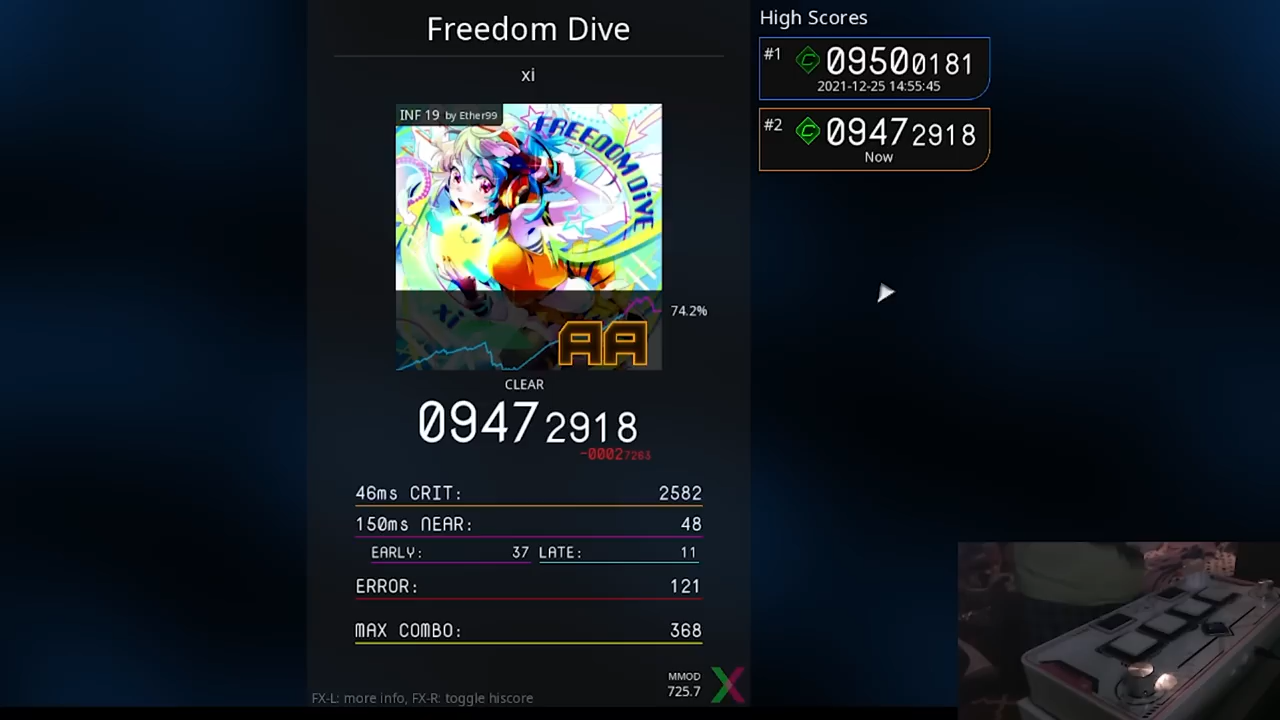 Freedom Dive
xi
INF 19 by Ether99
FREEDOM DiVE
xi
74.2%
AA
CLEAR
09472918
-00027263
46ms CRIT: 2582
150ms NEAR: 48
EARLY: 37 LATE: 11
ERROR: 121
MAX COMBO: 368
MMOD
725.7
FX-L: more info, FX-R: toggle hiscore
High Scores
#1 C 09500181
2021-12-25 14:55:45
#2 C 09472918
Now